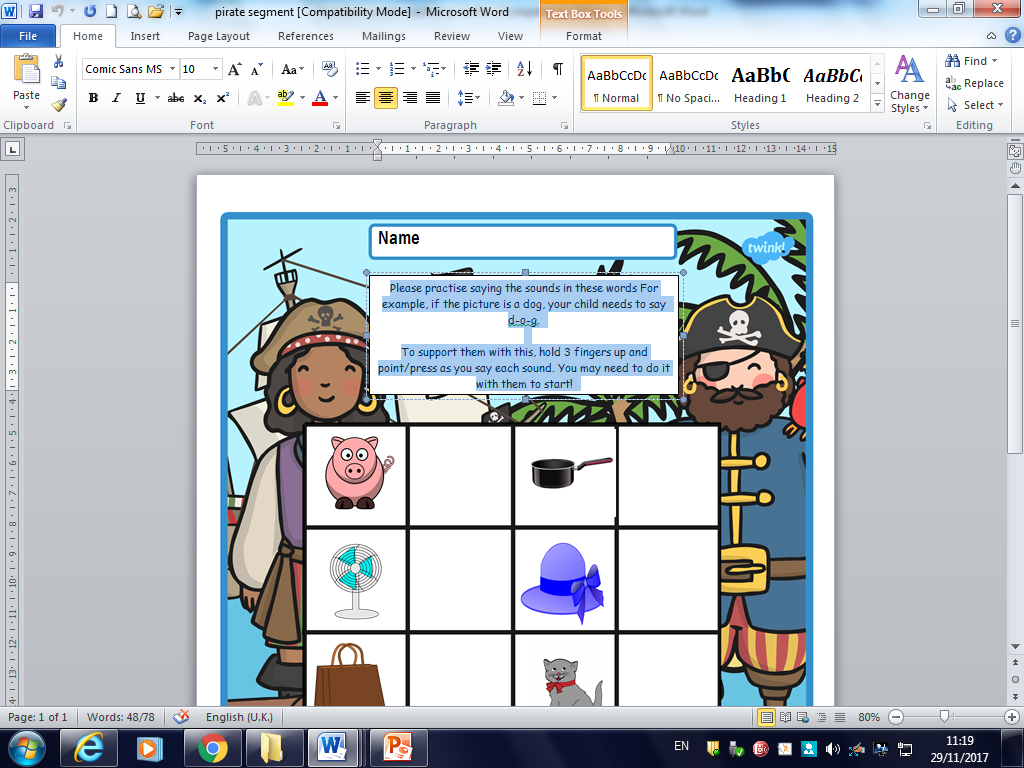 pirate segment [Compatibility Mode] - Microsoft Word
Text Box Tools
File Home Insert Page Layout References Mailings Review View Format
Paste
Comic Sans MS 10
AaBbCcDc AaBbCcDc AaBbC AaBbCc
¶ Normal ¶ No Spaci... Heading 1 Heading 2
Change Styles
Find
Replace
Select
Clipboard Font Paragraph Styles Editing
Name
twinkl
Please practise saying the sounds in these words For
example, if the picture is a dog, your child needs to say
d-o-g.
To support them with this, hold 3 fingers up and
point/press as you say each sound. You may need to do it
with them to start!
Page: 1 of 1 Words: 48/78 English (U.K.) 80%
EN
11:19
29/11/2017